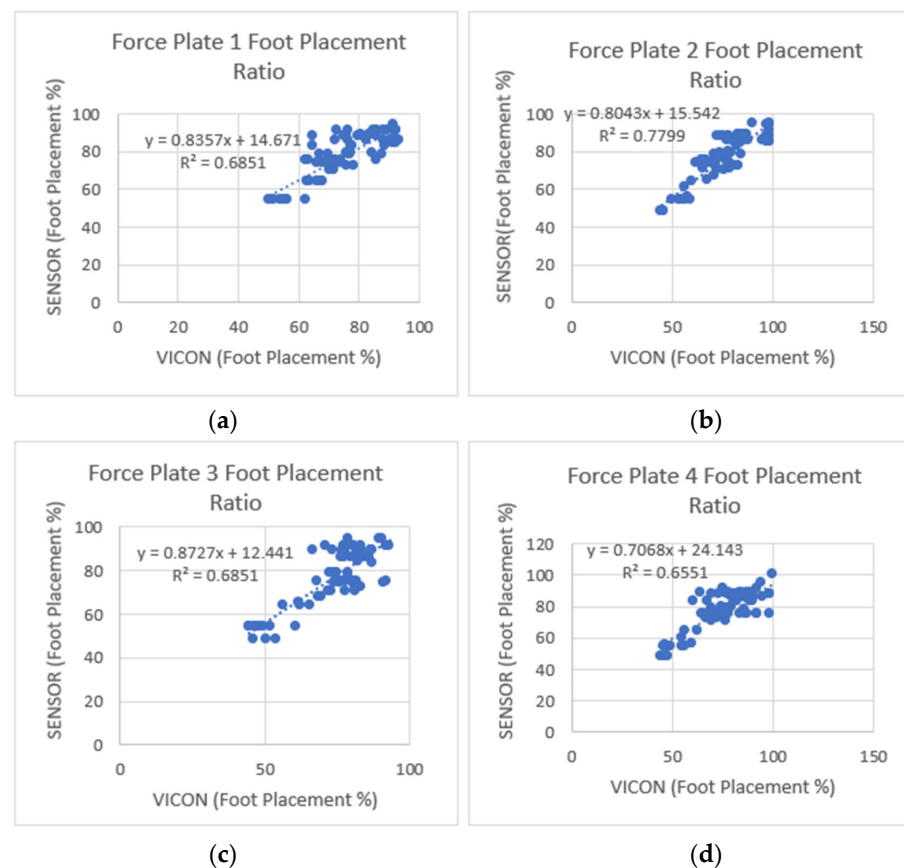 Force Plate 1 Foot Placement
Ratio
SENSOR (Foot Placement %)
100
80
60
40
20
0
y = 0.8357x + 14.671
R² = 0.6851
0 20 40 60 80 100
VICON (Foot Placement %)
(a)
Force Plate 2 Foot Placement
Ratio
SENSOR(Foot Placement %)
100
80
60
40
20
0
y = 0.8043x + 15.542
R² = 0.7799
0 50 100 150
VICON (Foot Placement %)
(b)
Force Plate 3 Foot Placement
Ratio
SENSOR (Foot Placement %)
100
80
60
40
20
0
y = 0.8727x + 12.441
R² = 0.6851
0 50 100
VICON (Foot Placement %)
(c)
Force Plate 4 Foot Placement
Ratio
SENSOR (Foot Placement %)
120
100
80
60
40
20
0
y = 0.7068x + 24.143
R² = 0.6551
0 50 100 150
VICON (Foot Placement %)
(d)